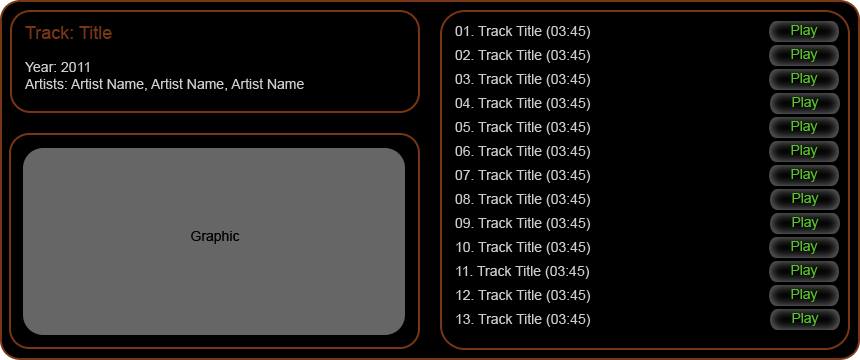 Track: Title
Year: 2011
Artists: Artist Name, Artist Name, Artist Name
Graphic
01. Track Title (03:45) Play
02. Track Title (03:45) Play
03. Track Title (03:45) Play
04. Track Title (03:45) Play
05. Track Title (03:45) Play
06. Track Title (03:45) Play
07. Track Title (03:45) Play
08. Track Title (03:45) Play
09. Track Title (03:45) Play
10. Track Title (03:45) Play
11. Track Title (03:45) Play
12. Track Title (03:45) Play
13. Track Title (03:45) Play